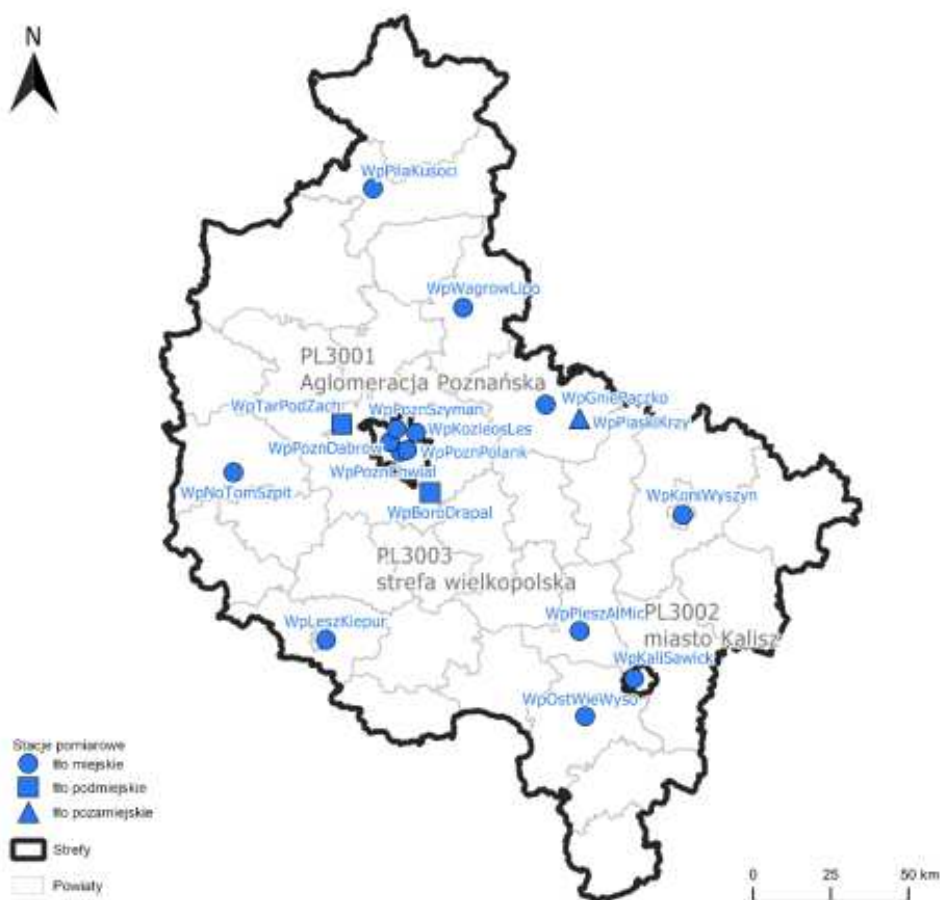 N
WpPilaKusoci
WpWagrowLipo
PL3001
Aglomeracja Poznańska
WpGniePaczko
WpTarPodZach
WpPoznSzyman
WpPiaskiKrzy
WpKozieosLes
WpPoznDabrow
WpPoznPolank
WpPoznChwial
WpNoTomSzpit
WpKoniWyszyn
WpBoroDrapal
PL3003
strefa wielkopolska
WpPleszAlMic
PL3002
miasto Kalisz
WpLeszKiepur
WpKaliSawick
WpOstWieWyso
Stacje pomiarowe
tło miejskie
tło podmiejskie
tło pozamiejskie
Strefy
Powiaty
0 25 50 km